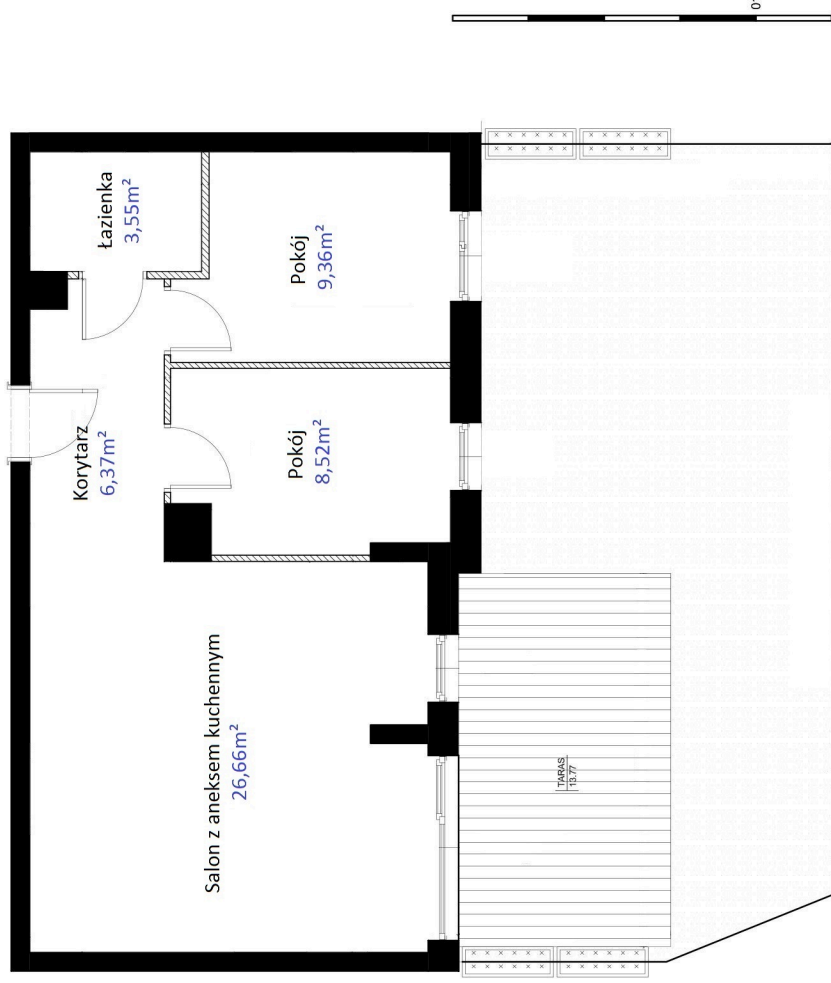 Łazienka
3,55m²
Pokój
9,36m²
Korytarz
6,37m²
Pokój
8,52m²
Salon z aneksem kuchennym
26,66m²
TARAS
13.77